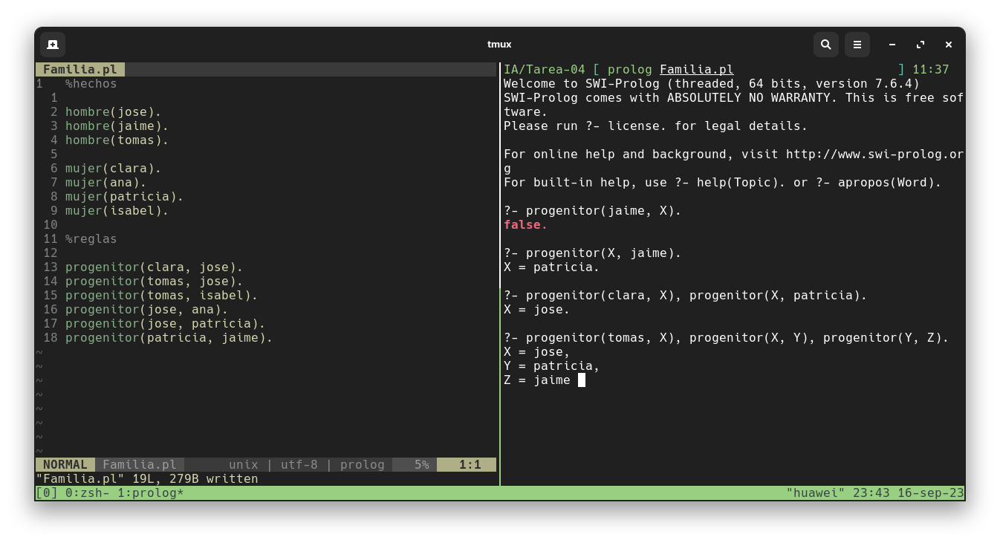 tmux
Familia.pl
1 %hechos
1
2 hombre(jose).
3 hombre(jaime).
4 hombre(tomas).
5
6 mujer(clara).
7 mujer(ana).
8 mujer(patricia).
9 mujer(isabel).
10
11 %reglas
12
13 progenitor(clara, jose).
14 progenitor(tomas, jose).
15 progenitor(tomas, isabel).
16 progenitor(jose, ana).
17 progenitor(jose, patricia).
18 progenitor(patricia, jaime).
~
~
~
~
~
~
~
~
NORMAL Familia.pl unix | utf-8 | prolog 5% 1:1
"Familia.pl" 19L, 279B written
IA/Tarea-04 [ prolog Familia.pl ] 11:37
Welcome to SWI-Prolog (threaded, 64 bits, version 7.6.4)
SWI-Prolog comes with ABSOLUTELY NO WARRANTY. This is free sof
tware.
Please run ?- license. for legal details.
For online help and background, visit http://www.swi-prolog.or
g
For built-in help, use ?- help(Topic). or ?- apropos(Word).
?- progenitor(jaime, X).
false.
?- progenitor(X, jaime).
X = patricia.
?- progenitor(clara, X), progenitor(X, patricia).
X = jose.
?- progenitor(tomas, X), progenitor(X, Y), progenitor(Y, Z).
X = jose,
Y = patricia,
Z = jaime
[0] 0:zsh- 1:prolog* "huawei" 23:43 16-sep-23